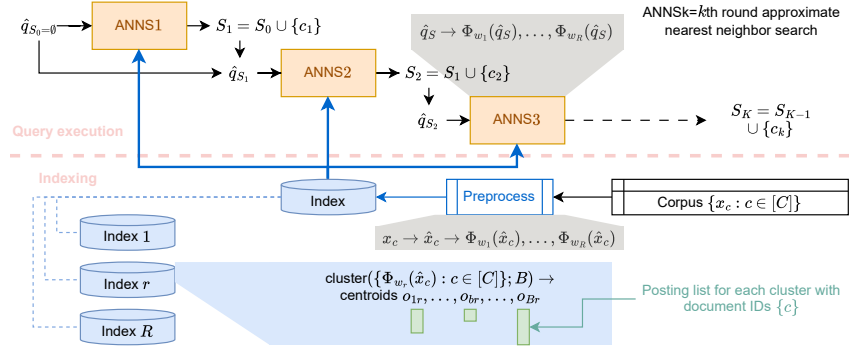 q̂_{S_0=∅}
ANNS1
S_1 = S_0 ∪ {c_1}
q̂_S → Φ_{w_1}(q̂_S), . . . , Φ_{w_R}(q̂_S)
ANNSk=kth round approximate
nearest neighbor search
q̂_{S_1}
ANNS2
S_2 = S_1 ∪ {c_2}
q̂_{S_2}
ANNS3
S_K = S_{K−1}
∪ {c_k}
Query execution
Indexing
Index
Preprocess
Corpus {x_c : c ∈ [C]}
x_c → x̂_c → Φ_{w_1}(x̂_c), . . . , Φ_{w_R}(x̂_c)
Index 1
Index r
Index R
cluster({Φ_{w_r}(x̂_c) : c ∈ [C]}; B) →
centroids o_{1r}, . . . , o_{br}, . . . , o_{Br}
Posting list for each cluster with
document IDs {c}